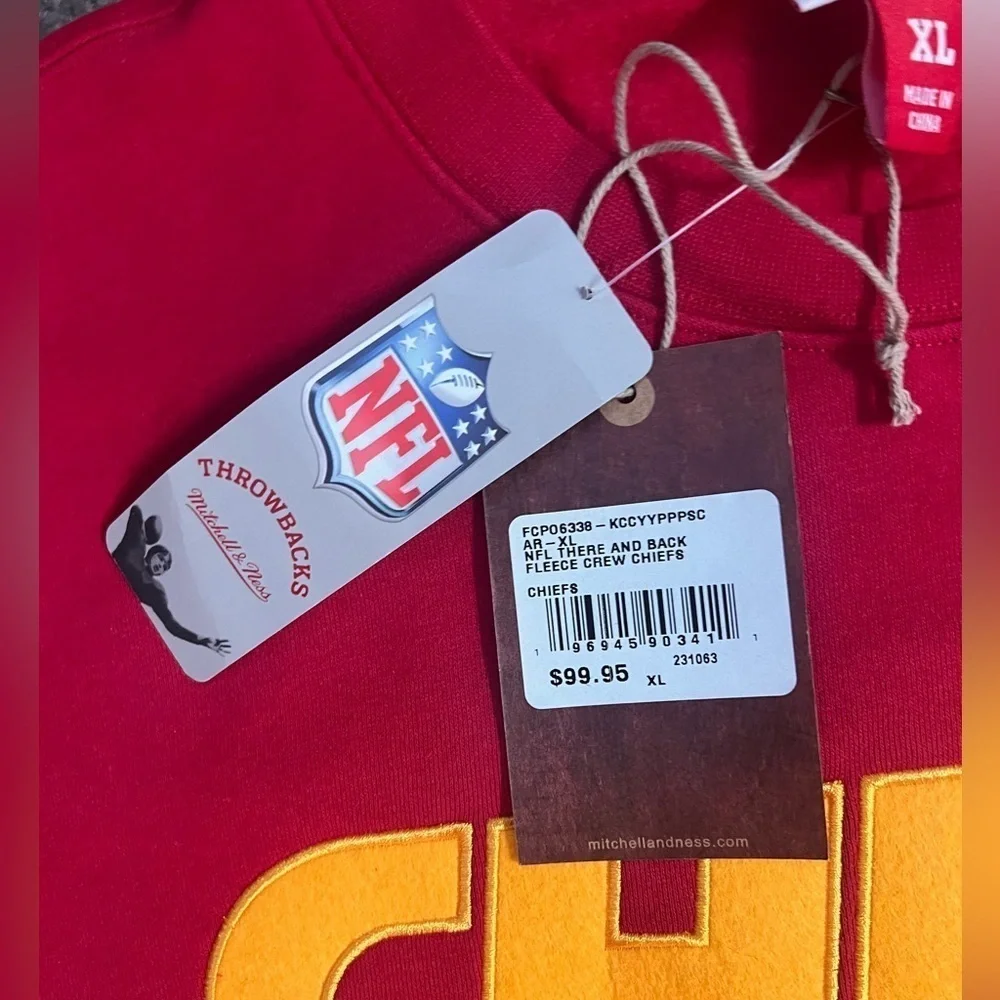 XL
MADE IN
CHINA
NFL
THROWBACKS
Mitchell & Ness
FCP06338-KCCYYPPPSC
AR-XL
NFL THERE AND BACK
FLEECE CREW CHIEFS
CHIEFS
1 96945 90341 1
231063
$99.95 XL
mitchellandness.com
CHI